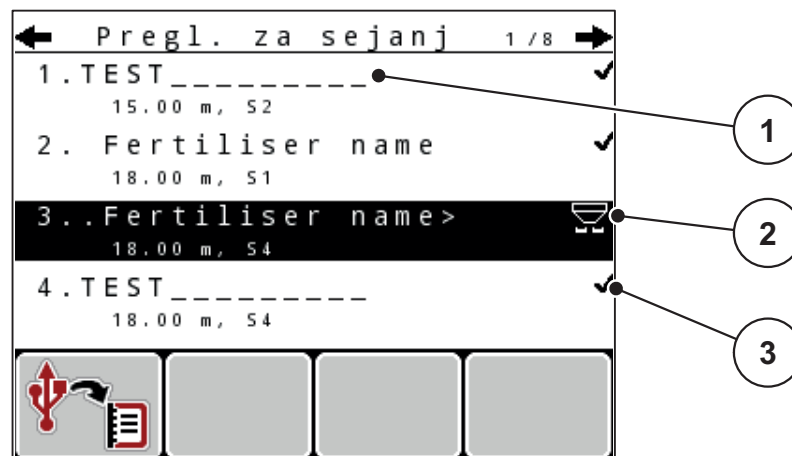 Pregl. za sejanj 1/8
1.TEST_________
15.00 m, S2
2. Fertiliser name
18.00 m, S1
3..Fertiliser name>
18.00 m, S4
4.TEST_________
18.00 m, S4
1
2
3